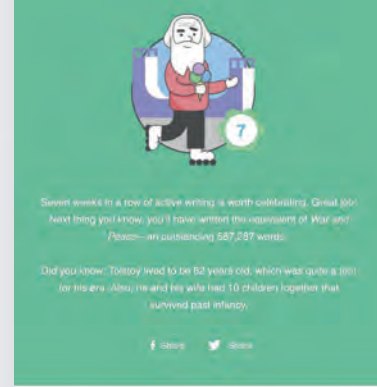 7
Seven weeks in a row of active writing is worth celebrating. Great job!
Next thing you know, you'll have written the equivalent of War and
Peace—an outstanding 587,287 words.
Did you know: Tolstoy lived to be 82 years old, which was quite a
for his era. Also, he and his wife had 10 children together that
survived past infancy.
Share
Share